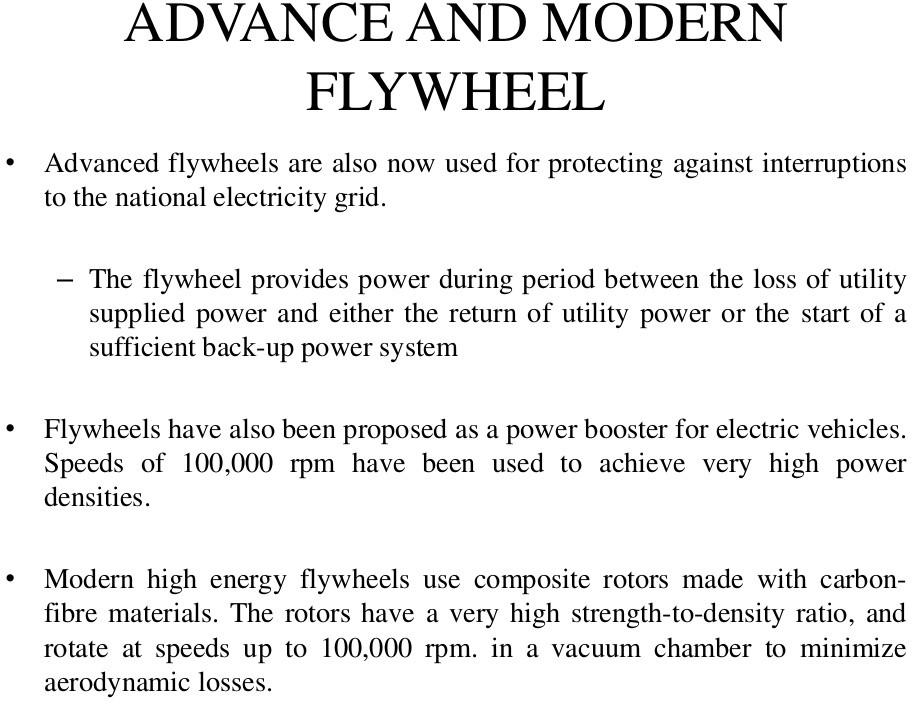 ADVANCE AND MODERN
FLYWHEEL
• Advanced flywheels are also now used for protecting against interruptions
to the national electricity grid.
– The flywheel provides power during period between the loss of utility
supplied power and either the return of utility power or the start of a
sufficient back-up power system
• Flywheels have also been proposed as a power booster for electric vehicles.
Speeds of 100,000 rpm have been used to achieve very high power
densities.
• Modern high energy flywheels use composite rotors made with carbon-
fibre materials. The rotors have a very high strength-to-density ratio, and
rotate at speeds up to 100,000 rpm. in a vacuum chamber to minimize
aerodynamic losses.